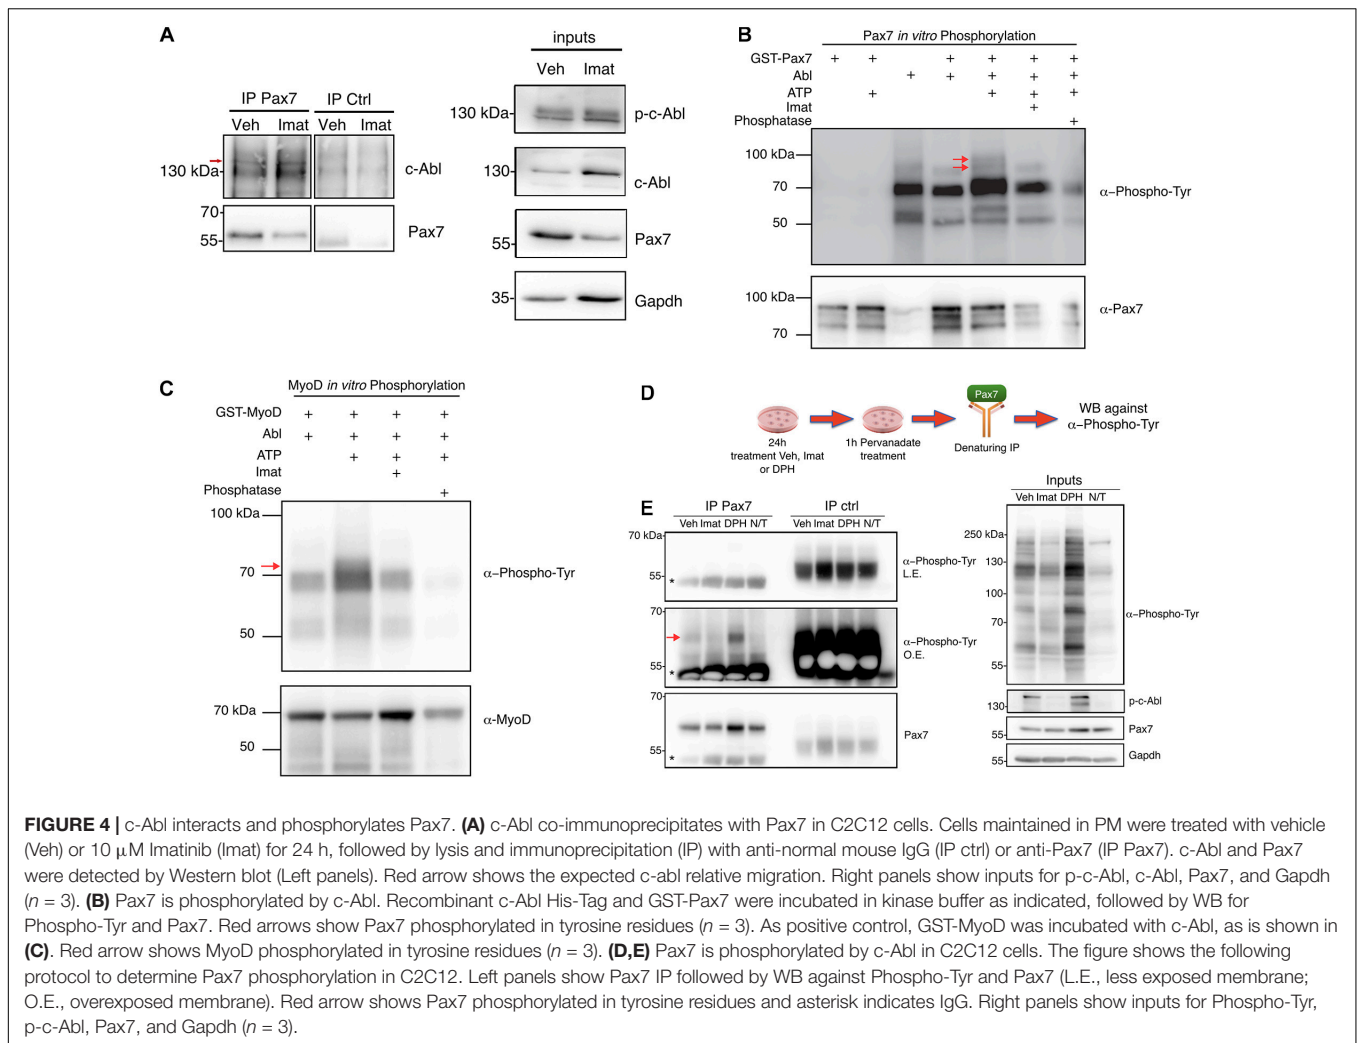 A
inputs
Veh Imat
IP Pax7 IP Ctrl
Veh Imat Veh Imat
130 kDa- c-Abl
70-
55- Pax7
130 kDa- p-c-Abl
130- c-Abl
55- Pax7
35- Gapdh
B
Pax7 in vitro Phosphorylation
GST-Pax7 + + + + + +
Abl + + + + +
ATP + + + +
Imat +
Phosphatase +
100 kDa
70
50
α–Phospho-Tyr
100 kDa
70
α-Pax7
C
MyoD in vitro Phosphorylation
GST-MyoD + + + +
Abl + + + +
ATP + + +
Imat +
Phosphatase +
100 kDa
70
50
α–Phospho-Tyr
70 kDa
50
α-MyoD
D
Pax7
24h
treatment Veh, Imat
or DPH
1h Pervanadate
treatment
Denaturing IP
WB against
α–Phospho-Tyr
E
IP Pax7 IP ctrl
Veh Imat DPH N/T Veh Imat DPH N/T
70 kDa
55-
*
α–Phospho-Tyr
L.E.
70
55-
*
α–Phospho-Tyr
O.E.
70
55-
*
Pax7
Inputs
Veh Imat DPH N/T
250 kDa-
130-
100-
70-
55-
α–Phospho-Tyr
130- p-c-Abl
55- Pax7
55- Gapdh
FIGURE 4 | c-Abl interacts and phosphorylates Pax7. (A) c-Abl co-immunoprecipitates with Pax7 in C2C12 cells. Cells maintained in PM were treated with vehicle
(Veh) or 10 μM Imatinib (Imat) for 24 h, followed by lysis and immunoprecipitation (IP) with anti-normal mouse IgG (IP ctrl) or anti-Pax7 (IP Pax7). c-Abl and Pax7
were detected by Western blot (Left panels). Red arrow shows the expected c-abl relative migration. Right panels show inputs for p-c-Abl, c-Abl, Pax7, and Gapdh
(n = 3). (B) Pax7 is phosphorylated by c-Abl. Recombinant c-Abl His-Tag and GST-Pax7 were incubated in kinase buffer as indicated, followed by WB for
Phospho-Tyr and Pax7. Red arrows show Pax7 phosphorylated in tyrosine residues (n = 3). As positive control, GST-MyoD was incubated with c-Abl, as is shown in
(C). Red arrow shows MyoD phosphorylated in tyrosine residues (n = 3). (D,E) Pax7 is phosphorylated by c-Abl in C2C12 cells. The figure shows the following
protocol to determine Pax7 phosphorylation in C2C12. Left panels show Pax7 IP followed by WB against Phospho-Tyr and Pax7 (L.E., less exposed membrane;
O.E., overexposed membrane). Red arrow shows Pax7 phosphorylated in tyrosine residues and asterisk indicates IgG. Right panels show inputs for Phospho-Tyr,
p-c-Abl, Pax7, and Gapdh (n = 3).